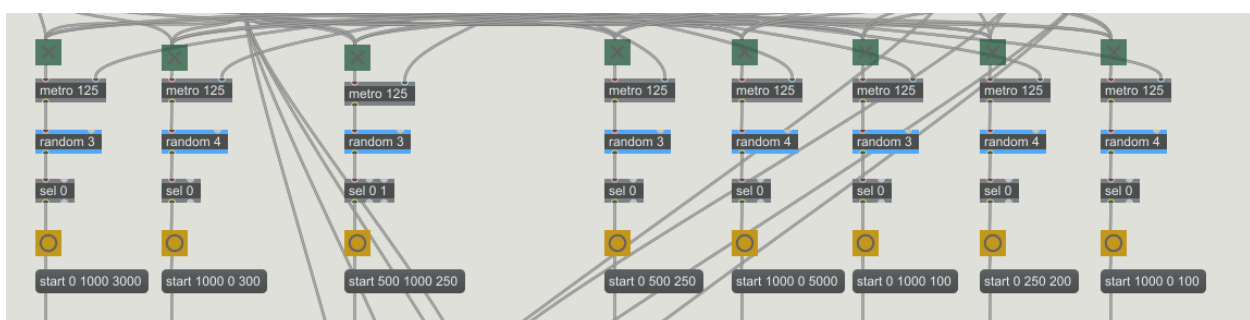 metro 125 metro 125 metro 125 metro 125 metro 125 metro 125 metro 125 metro 125
random 3 random 4 random 3 random 3 random 4 random 3 random 4 random 4
sel 0 sel 0 sel 0 1 sel 0 sel 0 sel 0 sel 0 sel 0
start 0 1000 3000 start 1000 0 300 start 500 1000 250 start 0 500 250 start 1000 0 5000 start 0 1000 100 start 0 250 200 start 1000 0 100